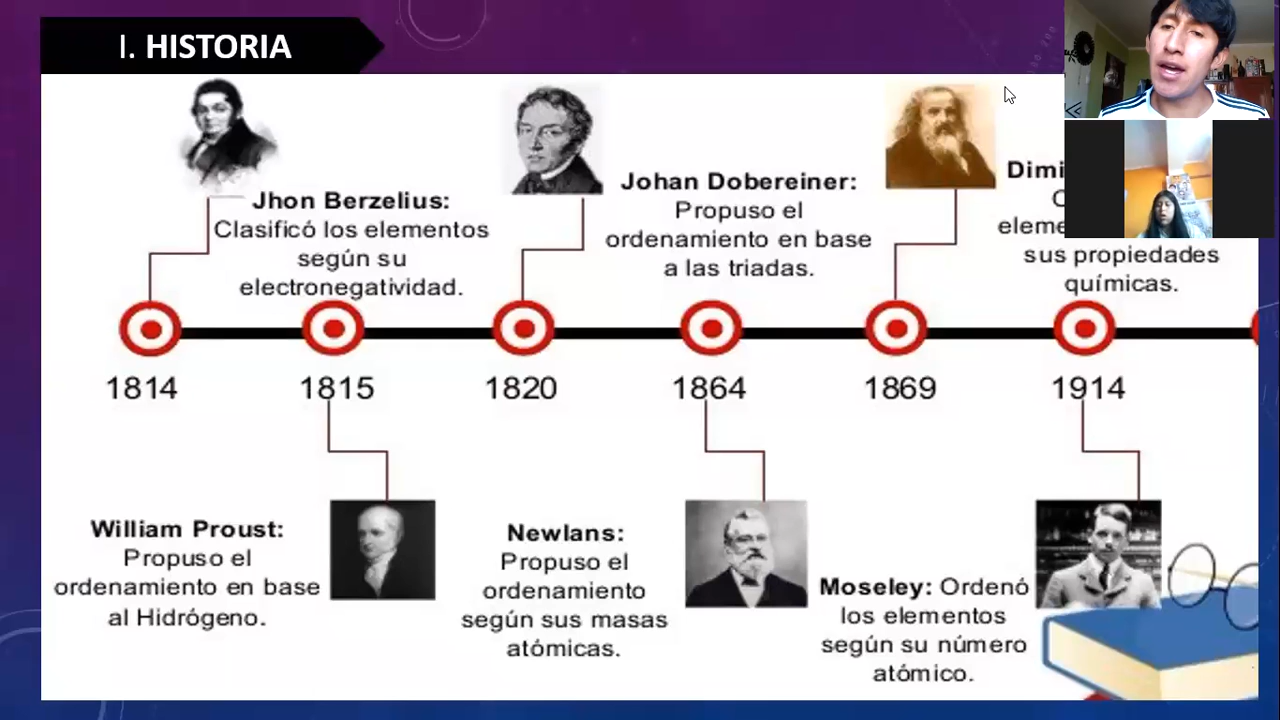 I. HISTORIA
Jhon Berzelius:
Clasificó los elementos
según su
electronegatividad.
Johan Dobereiner:
Propuso el
ordenamiento en base
a las triadas.
sus propiedades
químicas.
1814
1815
1820
1864
1869
1914
William Proust:
Propuso el
ordenamiento en base
al Hidrógeno.
Newlans:
Propuso el
ordenamiento
según sus masas
atómicas.
Moseley: Ordenó
los elementos
según su número
atómico.